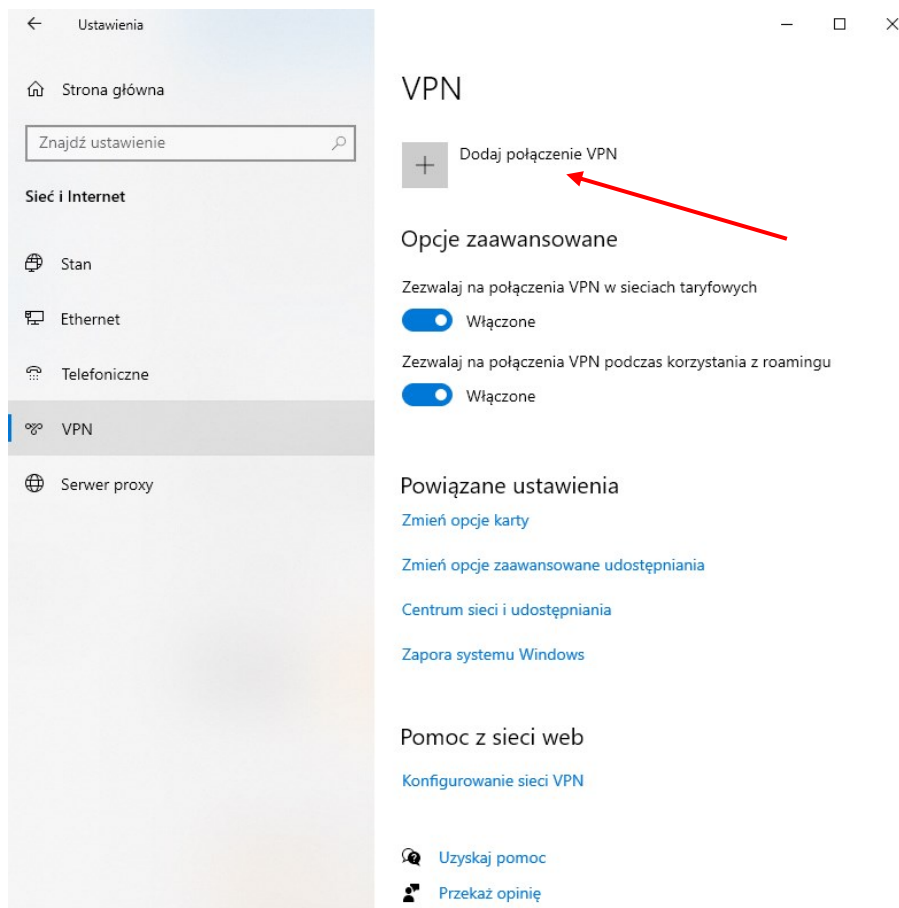 Ustawienia
Strona główna
Znajdź ustawienie
Sieć i Internet
Stan
Ethernet
Telefoniczne
VPN
Serwer proxy
VPN
Dodaj połączenie VPN
Opcje zaawansowane
Zezwalaj na połączenia VPN w sieciach taryfowych
Włączone
Zezwalaj na połączenia VPN podczas korzystania z roamingu
Włączone
Powiązane ustawienia
Zmień opcje karty
Zmień opcje zaawansowane udostępniania
Centrum sieci i udostępniania
Zapora systemu Windows
Pomoc z sieci web
Konfigurowanie sieci VPN
Uzyskaj pomoc
Przekaż opinię